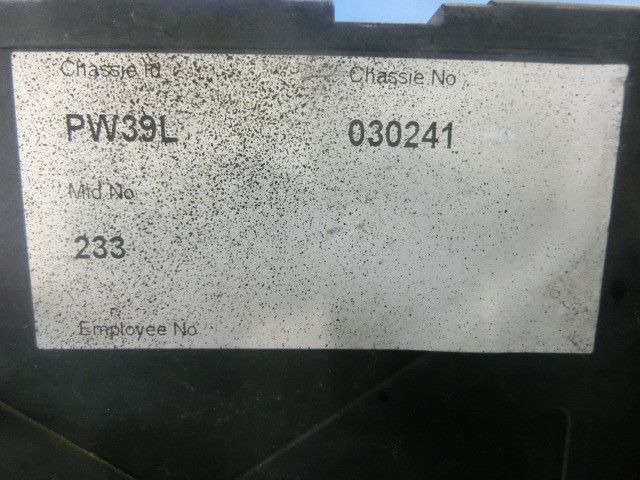 Chassie Id Chassie No
PW39L 030241
Mid No
233
Employee No